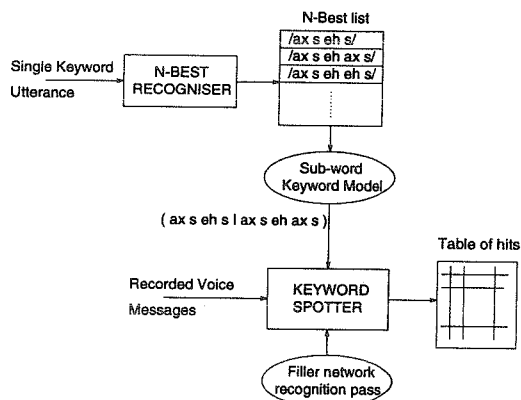 N-Best list
/ax s eh s/
/ax s eh ax s/
/ax s eh eh s/
Single Keyword
Utterance
N-BEST
RECOGNISER
Sub-word
Keyword Model
( ax s eh s | ax s eh ax s )
Table of hits
Recorded Voice
Messages
KEYWORD
SPOTTER
Filler network
recognition pass